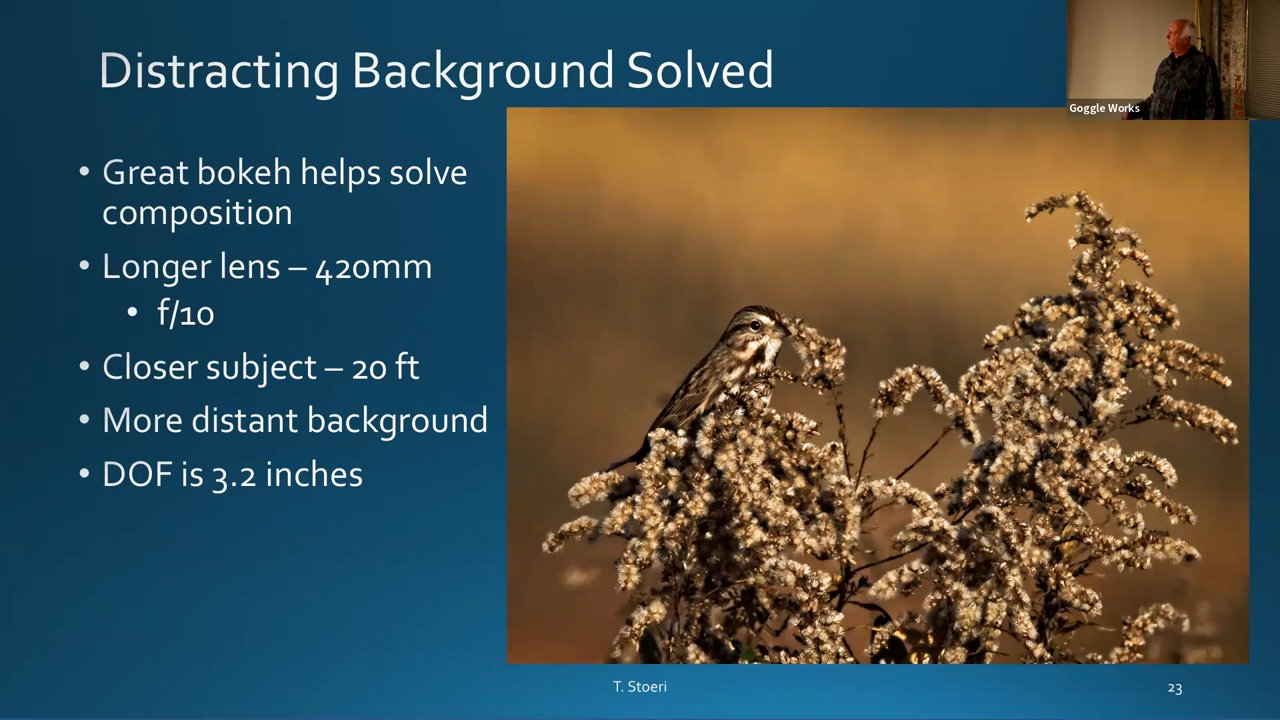 Distracting Background Solved
Goggle Works
• Great bokeh helps solve
composition
• Longer lens – 420mm
• f/10
• Closer subject – 20 ft
• More distant background
• DOF is 3.2 inches
T. Stoeri
23